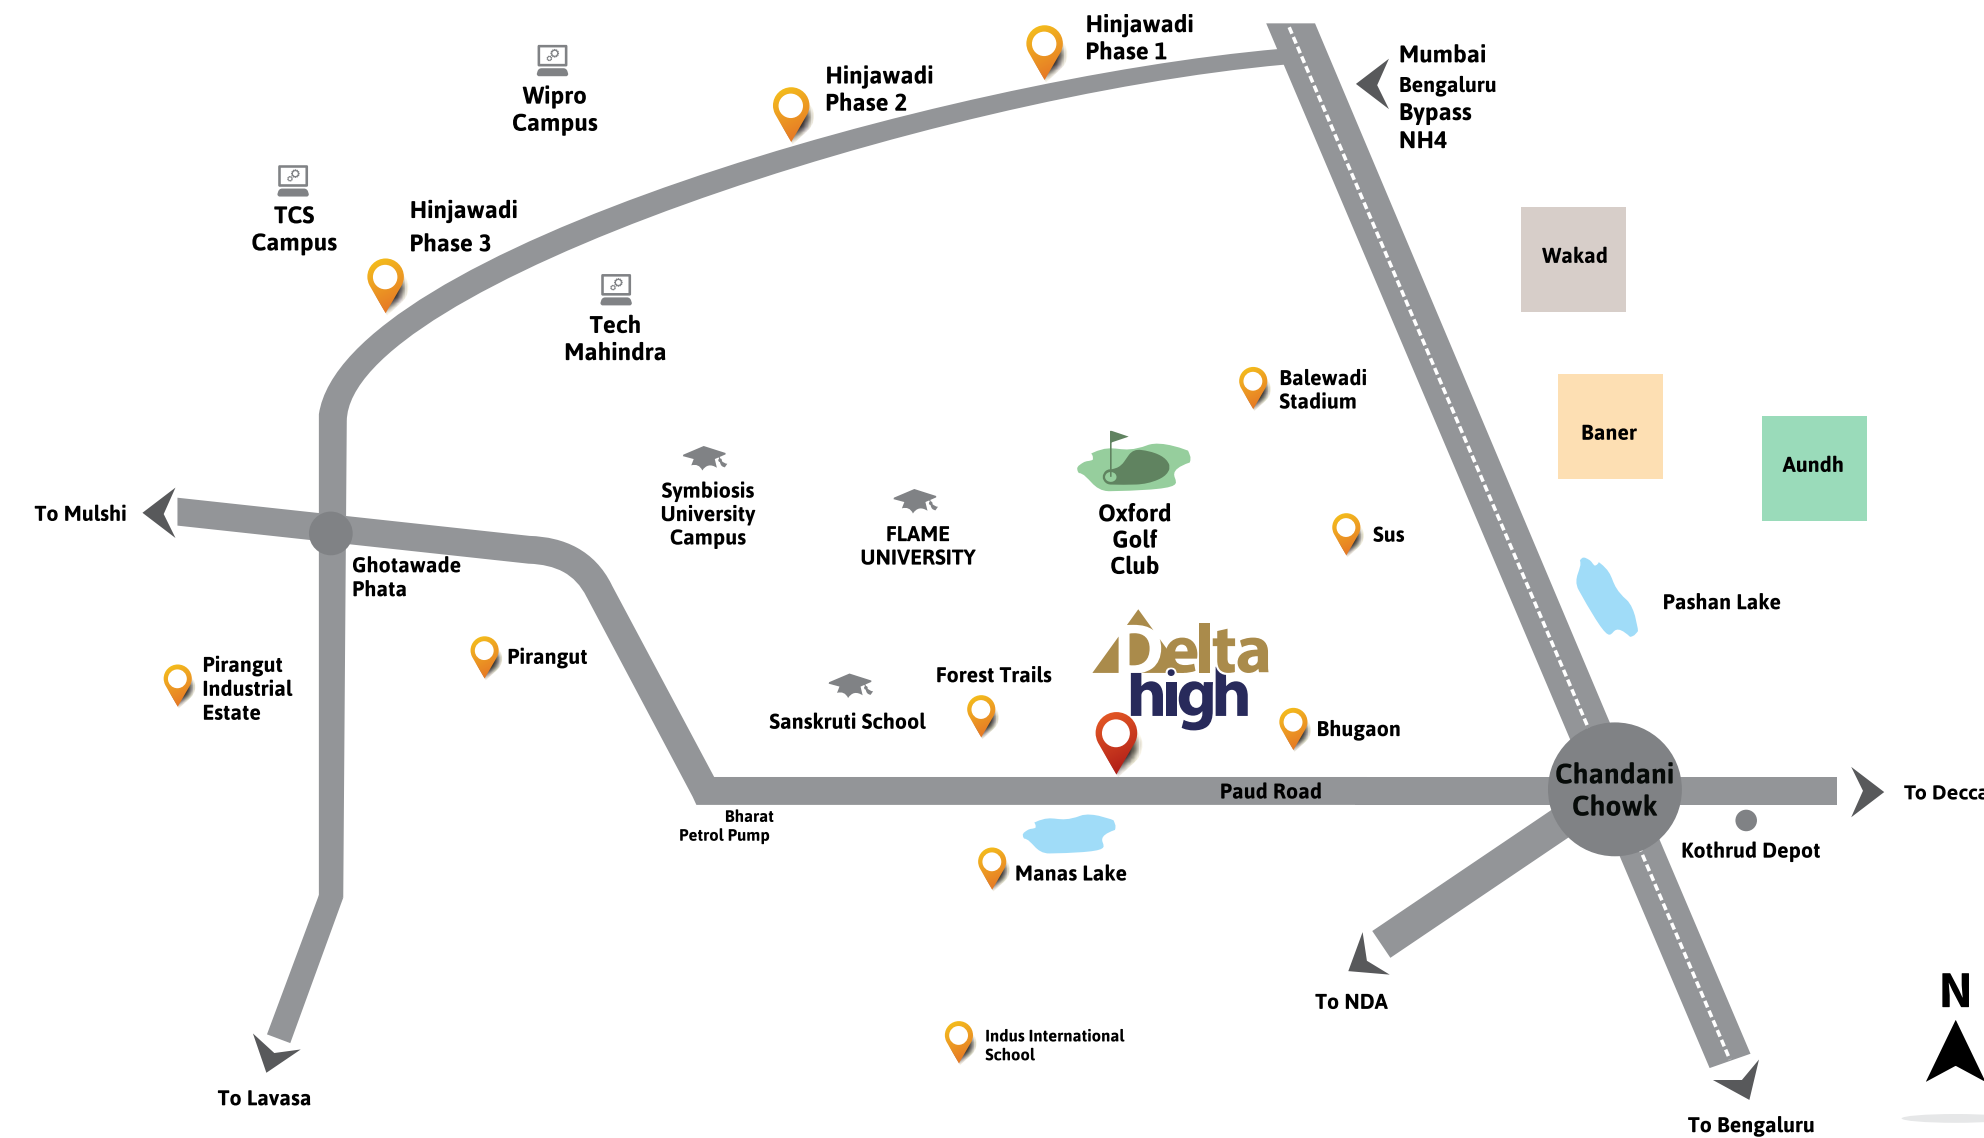 Hinjawadi
Phase 1
Mumbai
Bengaluru
Bypass
NH4
Hinjawadi
Phase 2
Wipro
Campus
TCS
Campus
Hinjawadi
Phase 3
Wakad
Tech
Mahindra
Balewadi
Stadium
Baner
Aundh
Symbiosis
University
Campus
FLAME
UNIVERSITY
Oxford
Golf
Club
Sus
To Mulshi
Ghotawade
Phata
Pashan Lake
Pirangut
Industrial
Estate
Pirangut
Delta
high
Forest Trails
Sanskruti School
Bhugaon
Chandani
Chowk
Paud Road
To Decca
Bharat
Petrol Pump
Kothrud Depot
Manas Lake
To NDA
N
Indus International
School
To Lavasa
To Bengaluru